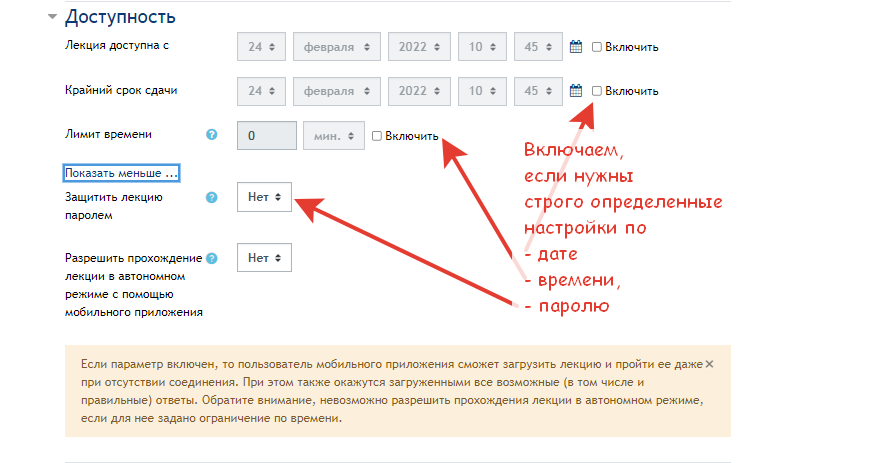 Доступность
Лекция доступна с 24 февраля 2022 10 45 Включить
Крайний срок сдачи 24 февраля 2022 10 45 Включить
Лимит времени ? 0 мин. Включить
Включаем,
если нужны
строго определенные
настройки по
- дате
- времени,
- паролю
Показать меньше ...
Защитить лекцию ? Нет
паролем
Разрешить прохождение ? Нет
лекции в автономном
режиме с помощью
мобильного приложения
Если параметр включен, то пользователь мобильного приложения сможет загрузить лекцию и пройти ее даже ×
при отсутствии соединения. При этом также окажутся загруженными все возможные (в том числе и
правильные) ответы. Обратите внимание, невозможно разрешить прохождения лекции в автономном режиме,
если для нее задано ограничение по времени.